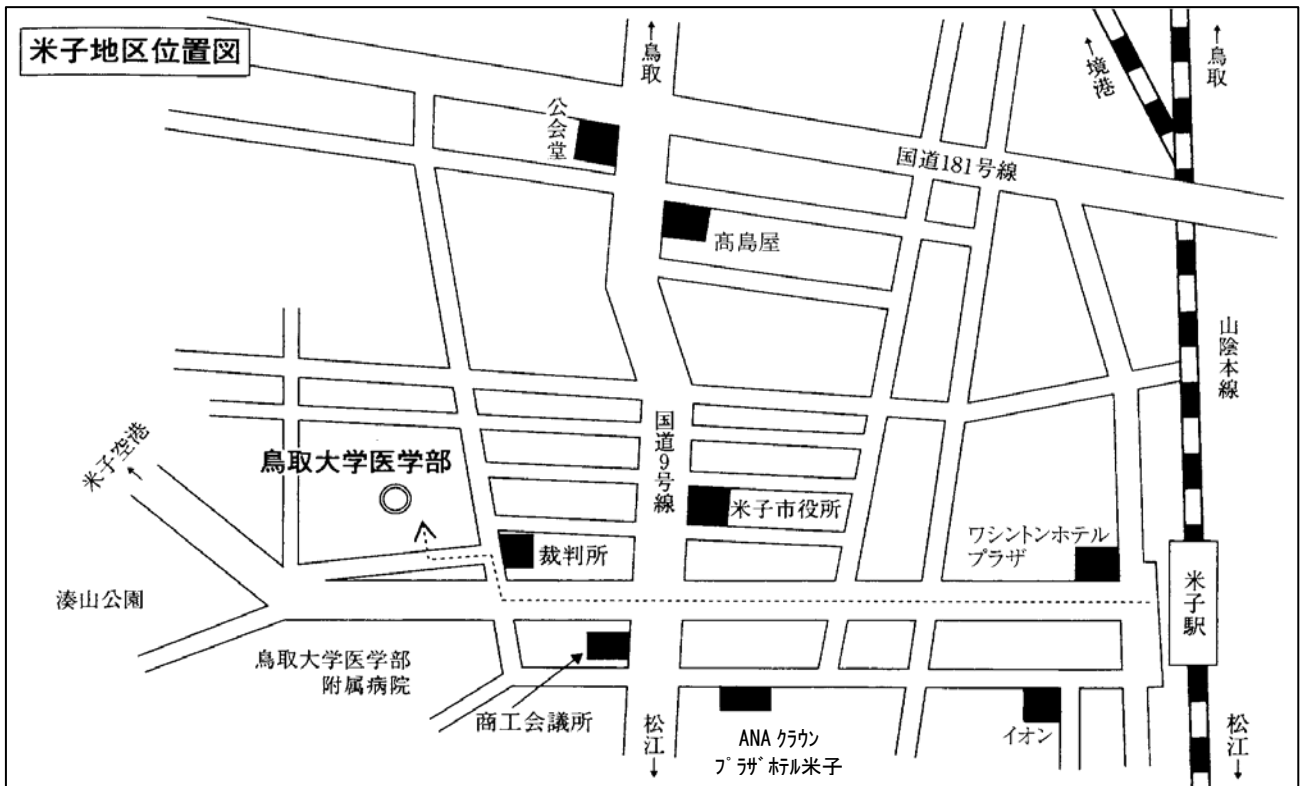 米子地区位置図
↑鳥取
↑境港
↑鳥取
公会堂
国道181号線
髙島屋
山陰本線
国道9号線
米子空港
鳥取大学医学部
米子市役所
裁判所
ワシントンホテル
プラザ
湊山公園
米子駅
鳥取大学医学部
附属病院
商工会議所
松江↓
ANA クラウン
プラザホテル米子
イオン
松江↓